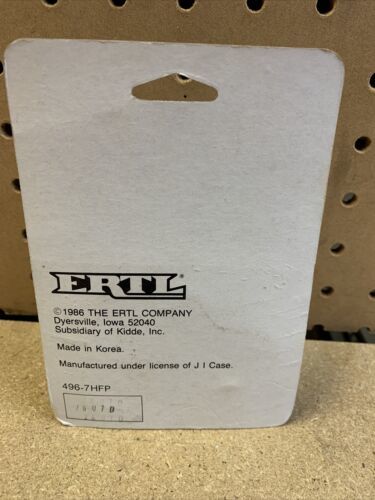 ERTL®
©1986 THE ERTL COMPANY
Dyersville, Iowa 52040
Subsidiary of Kidde, Inc.
Made in Korea.
Manufactured under license of J I Case.
496-7HFP